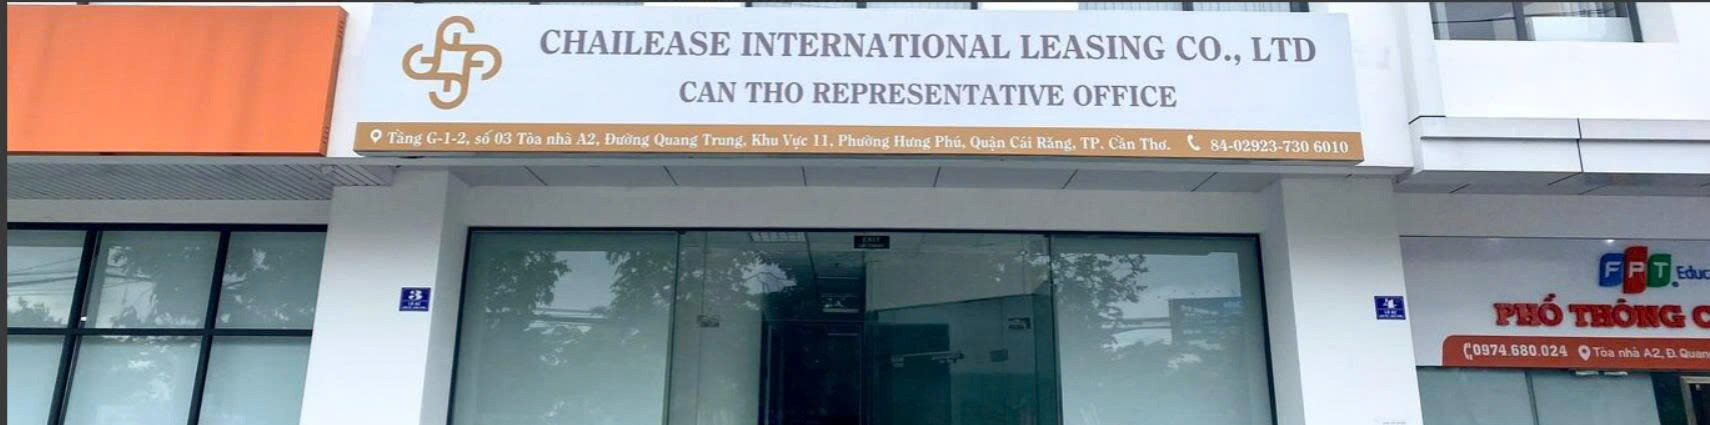 CHAILEASE INTERNATIONAL LEASING CO., LTD
CAN THO REPRESENTATIVE OFFICE
Tầng G-1-2, số 03 Tòa nhà A2, Đường Quang Trung, Khu Vực 11, Phường Hưng Phú, Quận Cái Răng, TP. Cần Thơ. 84-02923-730 6010
EXIT
3
4
FPT. Educ
PHỔ THÔNG C
0974.680.024 Tòa nhà A2, Đ. Quan